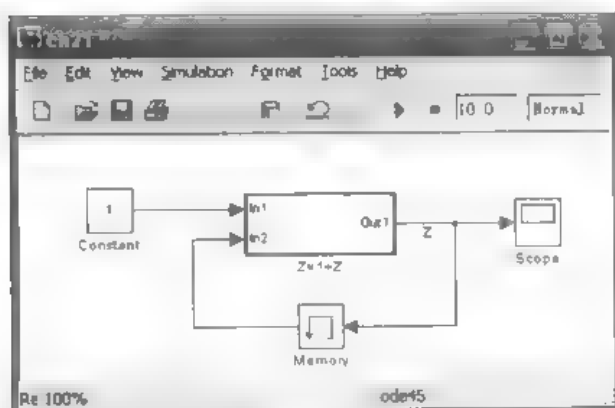 File Edit View Simulation Format Tools Help
10.0 Normal
1
Constant
In1
In2
Out1
Z=1+Z
Z
Scope
Memory
100%
ode45